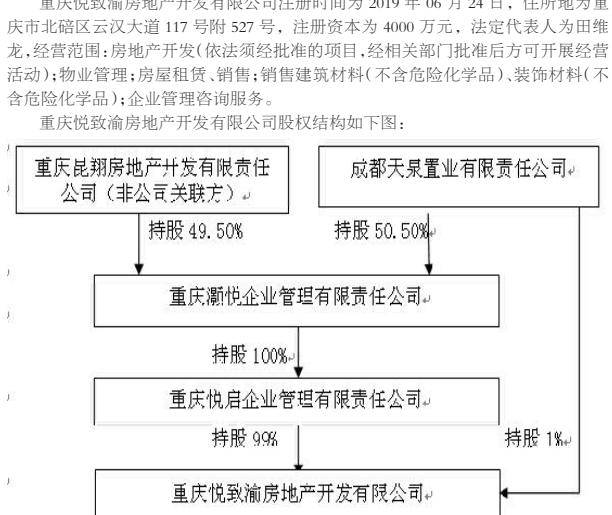 重庆悦致渝房地产开发有限公司注册时间为 2019 年 06 月 24 日，住所地为重
庆市北碚区云汉大道 117 号附 527 号，注册资本为 4000 万元，法定代表人为田维
龙，经营范围：房地产开发(依法须经批准的项目，经相关部门批准后方可开展经营
活动)；物业管理；房屋租赁、销售；销售建筑材料(不含危险化学品)、装饰材料(不
含危险化学品)；企业管理咨询服务。
重庆悦致渝房地产开发有限公司股权结构如下图：
重庆昆翔房地产开发有限责任
公司（非公司关联方）
成都天泉置业有限责任公司
持股 49.50%
持股 50.50%
重庆灏悦企业管理有限责任公司
持股 100%
重庆悦启企业管理有限责任公司
持股 99%
持股 1%
重庆悦致渝房地产开发有限公司